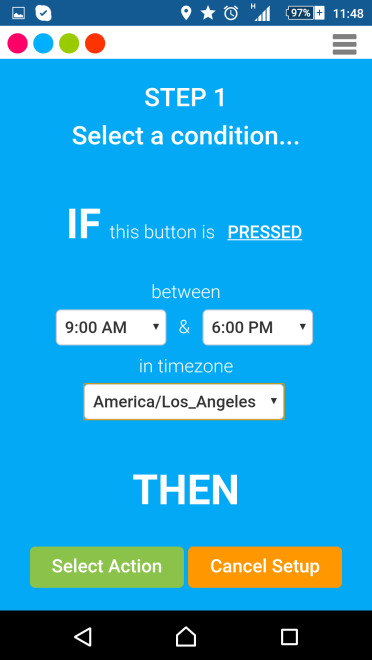 H 97% 11:48
STEP 1
Select a condition...
IF this button is PRESSED
between
9:00 AM & 6:00 PM
in timezone
America/Los_Angeles
THEN
Select Action Cancel Setup